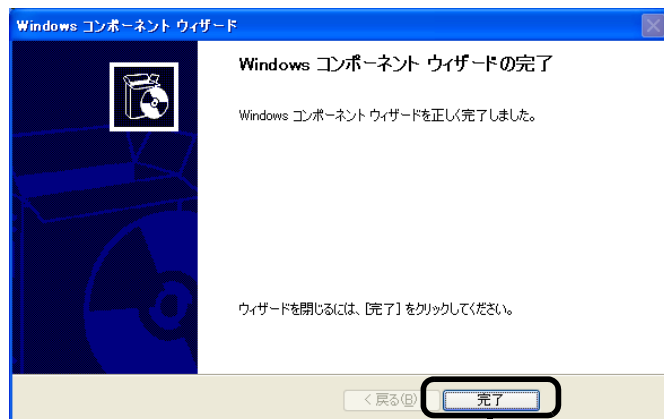 Windows コンポーネント ウィザード
Windows コンポーネント ウィザードの完了
Windows コンポーネント ウィザードを正しく完了しました。
ウィザードを閉じるには、[完了] をクリックしてください。
< 戻る(B)
完了